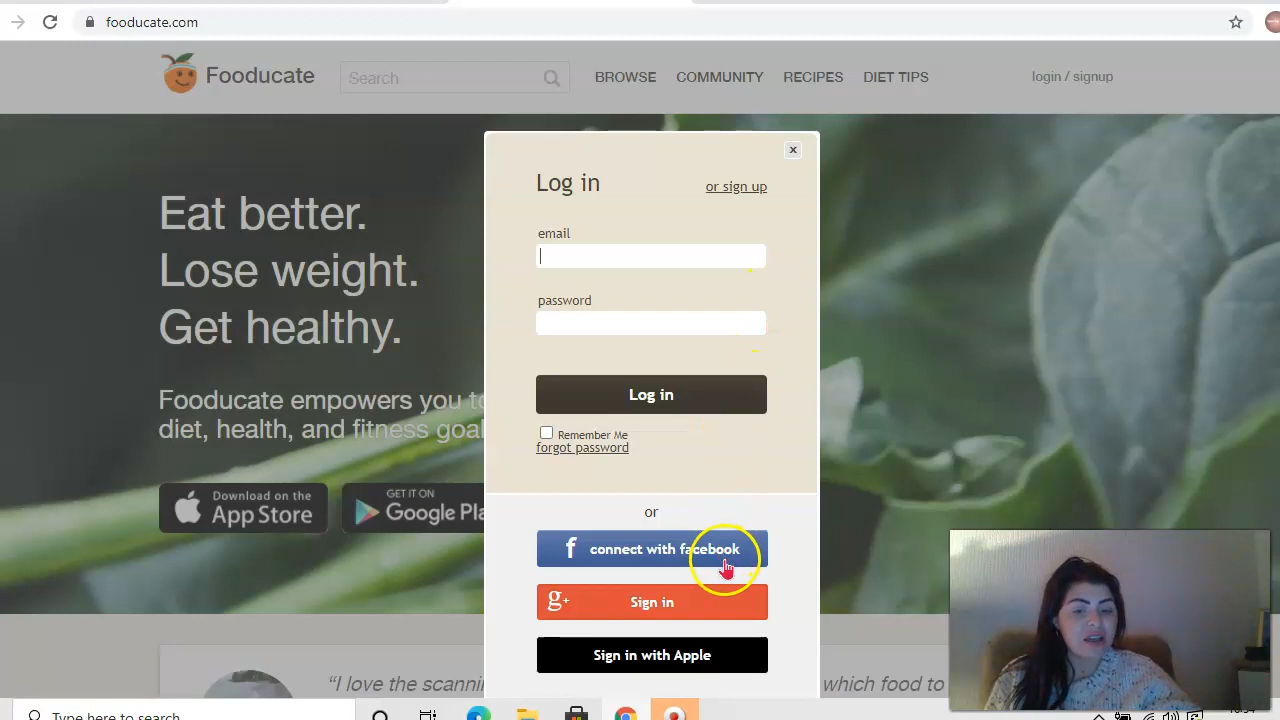 fooducate.com
Fooducate
Search
BROWSE COMMUNITY RECIPES DIET TIPS
login / signup
Eat better.
Lose weight.
Get healthy.
Fooducate empowers you to
diet, health, and fitness goal
Download on the
App Store
GET IT ON
Google Pla
×
Log in
or sign up
email
password
Log in
Remember Me
forgot password
or
f connect with facebook
g+ Sign in
Sign in with Apple
"I love the scannin
which food to
Type here to search